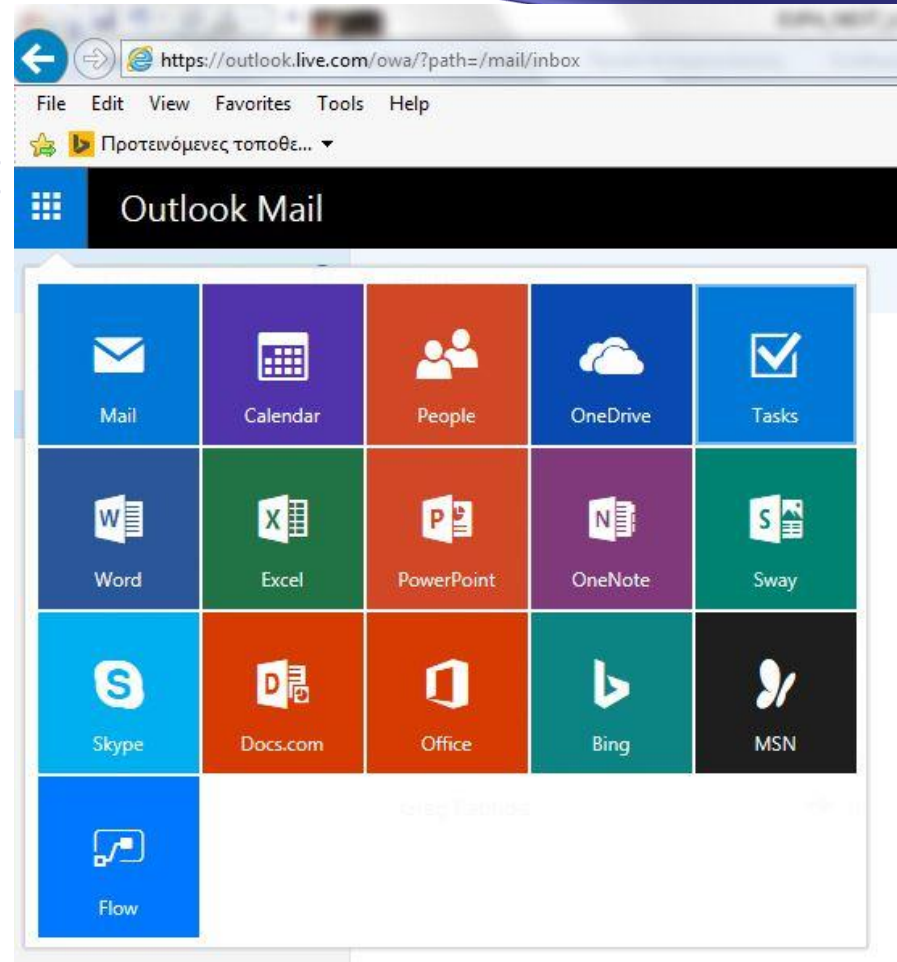 https://outlook.live.com/owa/?path=/mail/inbox
File Edit View Favorites Tools Help
Προτεινόμενες τοποθε...
Outlook Mail
Mail Calendar People OneDrive Tasks
W X P N S
Word Excel PowerPoint OneNote Sway
S D
Skype Docs.com Office Bing MSN
Flow